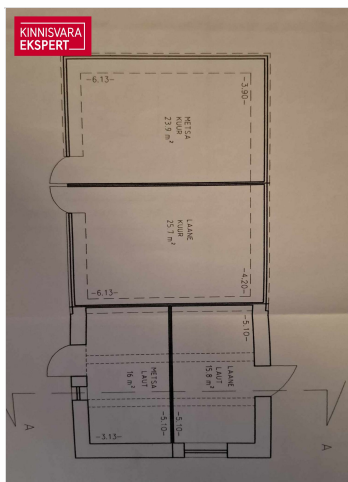 KINNISVARA
EKSPERT
-6.13-
-3.90-
METSA
KUUR
23.9 m²
LAANE
KUUR
25.7 m²
-6.13-
-4.20-
-5.10-
LAANE
LAUT
15.8 m²
METSA
LAUT
16 m²
-5.10-
-5.10-
-3.13-
A
A